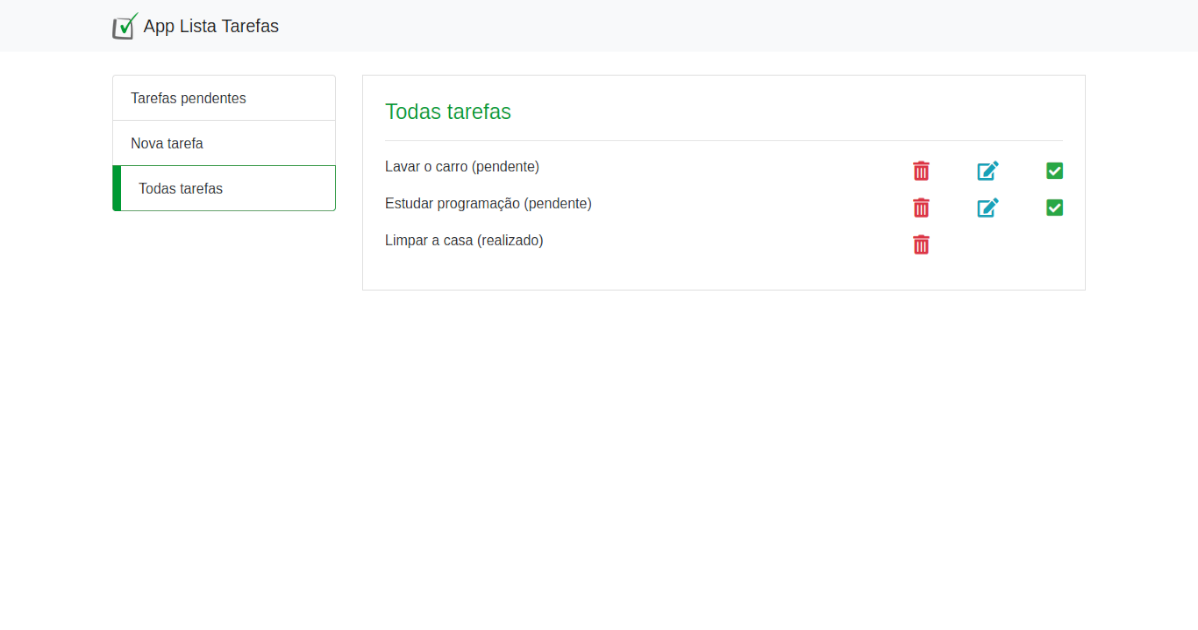 App Lista Tarefas
Tarefas pendentes
Nova tarefa
Todas tarefas
Todas tarefas
Lavar o carro (pendente)
Estudar programação (pendente)
Limpar a casa (realizado)